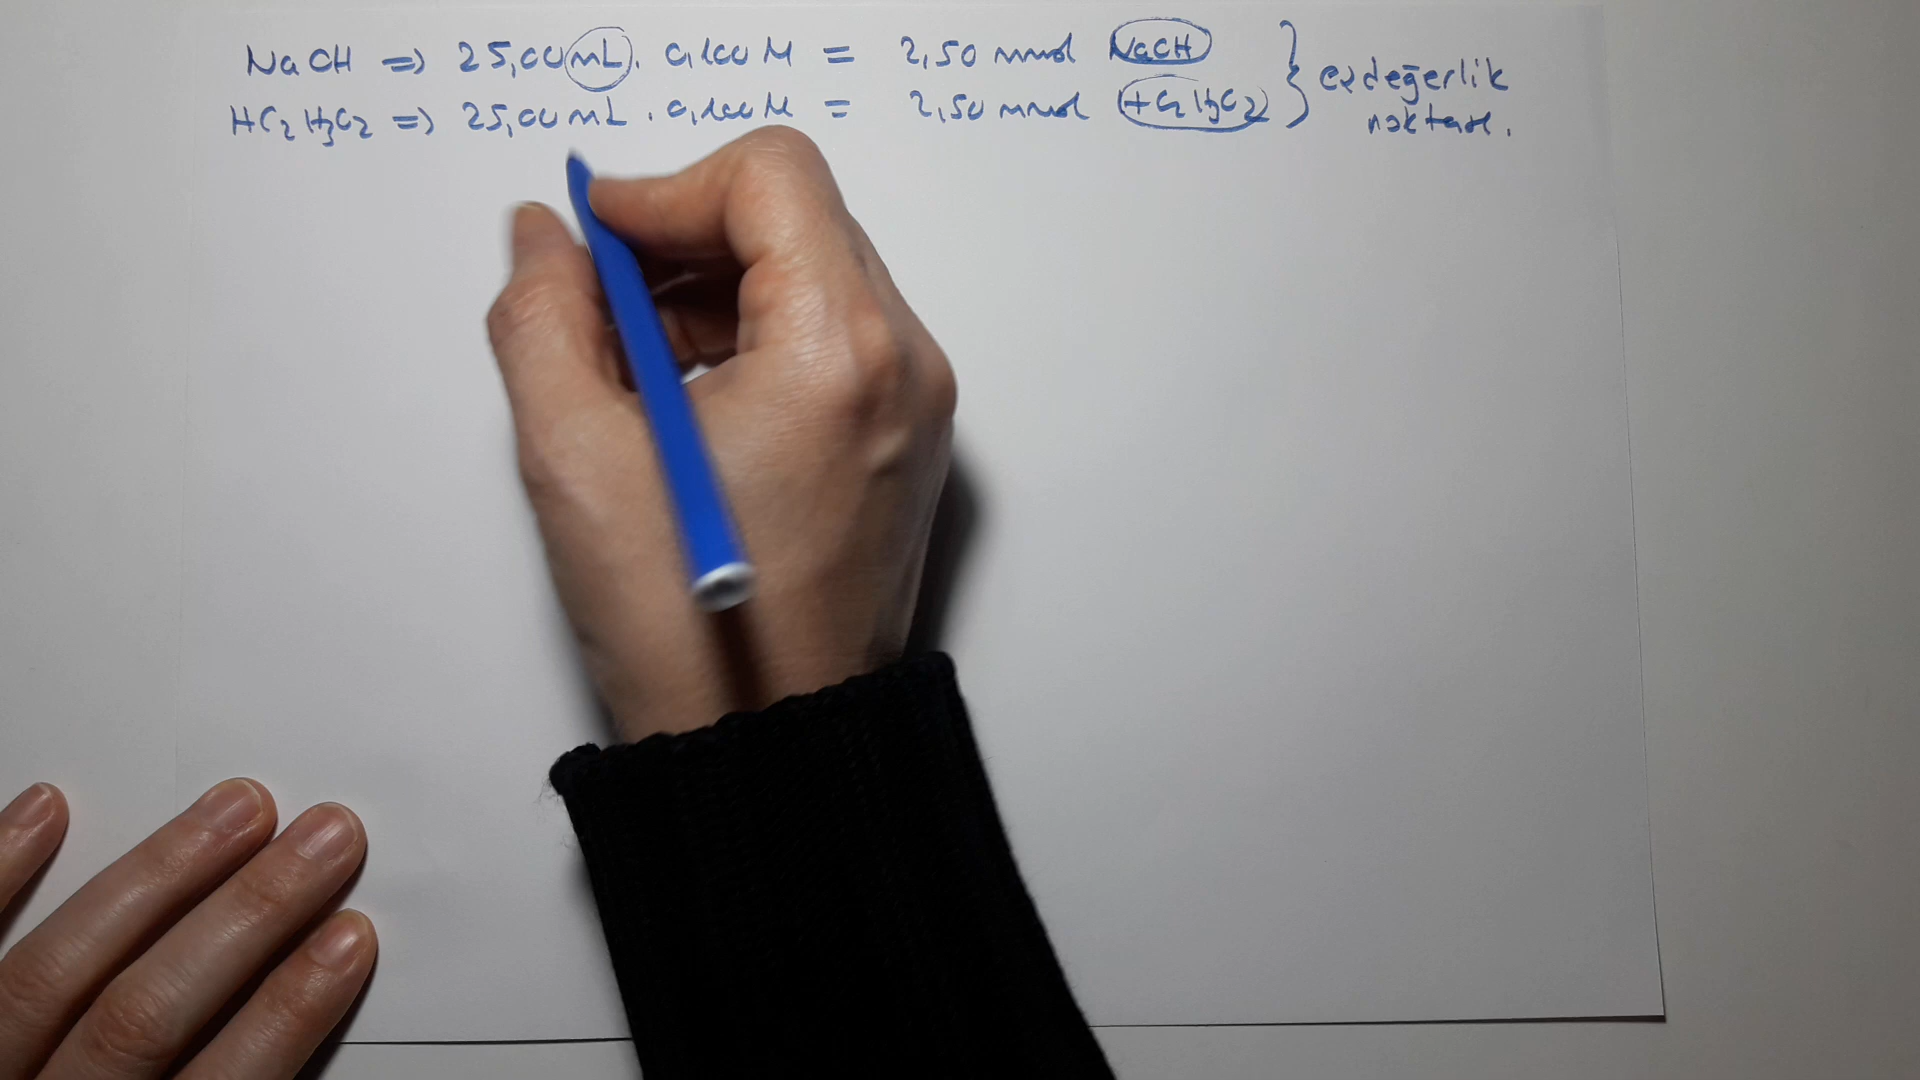 NaOH => 25,00 mL . 0,100 M = 2,50 mmol NaOH } eşdeğerlik
HC₂H₃O₂ => 25,00 mL . 0,100 M = 2,50 mmol HC₂H₃O₂ } noktası.